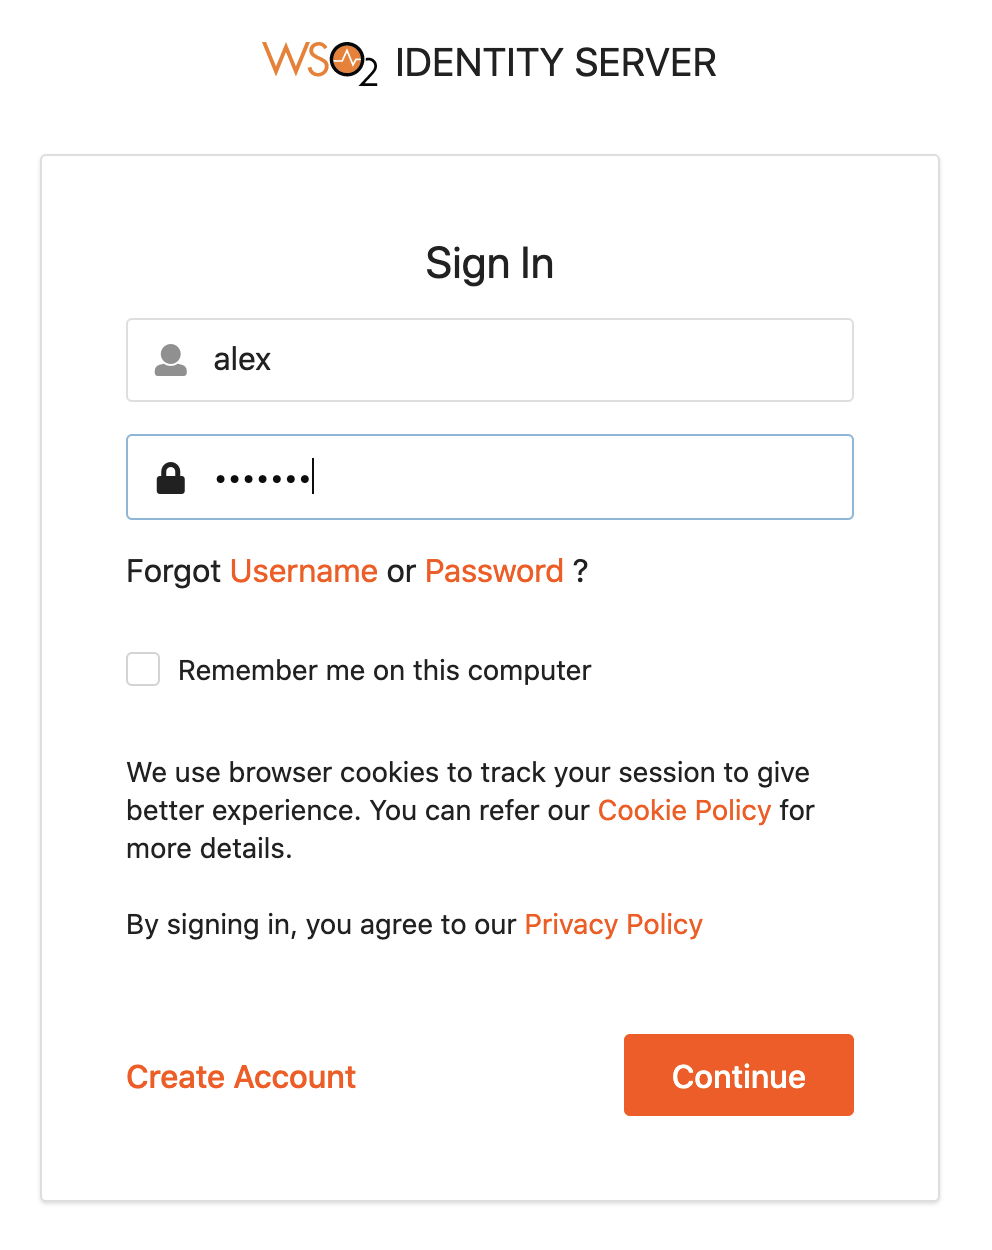 WSO2 IDENTITY SERVER
Sign In
alex
•••••••
Forgot Username or Password ?
Remember me on this computer
We use browser cookies to track your session to give
better experience. You can refer our Cookie Policy for
more details.
By signing in, you agree to our Privacy Policy
Create Account
Continue